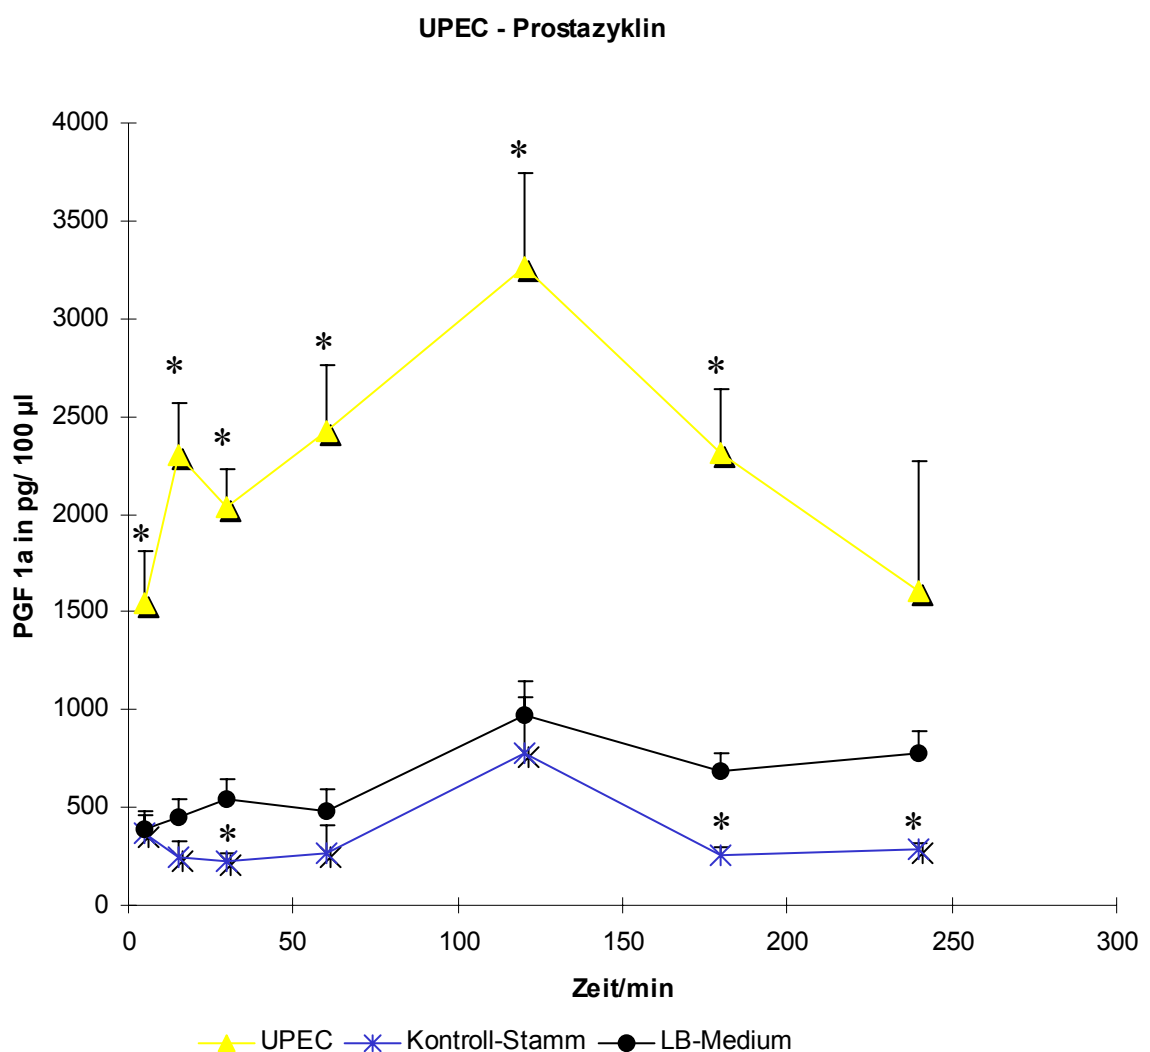 UPEC - Prostazyklin
4000
3500
3000
2500
2000
1500
1000
500
0
PGF 1a in pg/ 100 µl
* * * * * *
* * *
0 50 100 150 200 250 300
Zeit/min
UPEC Kontroll-Stamm LB-Medium